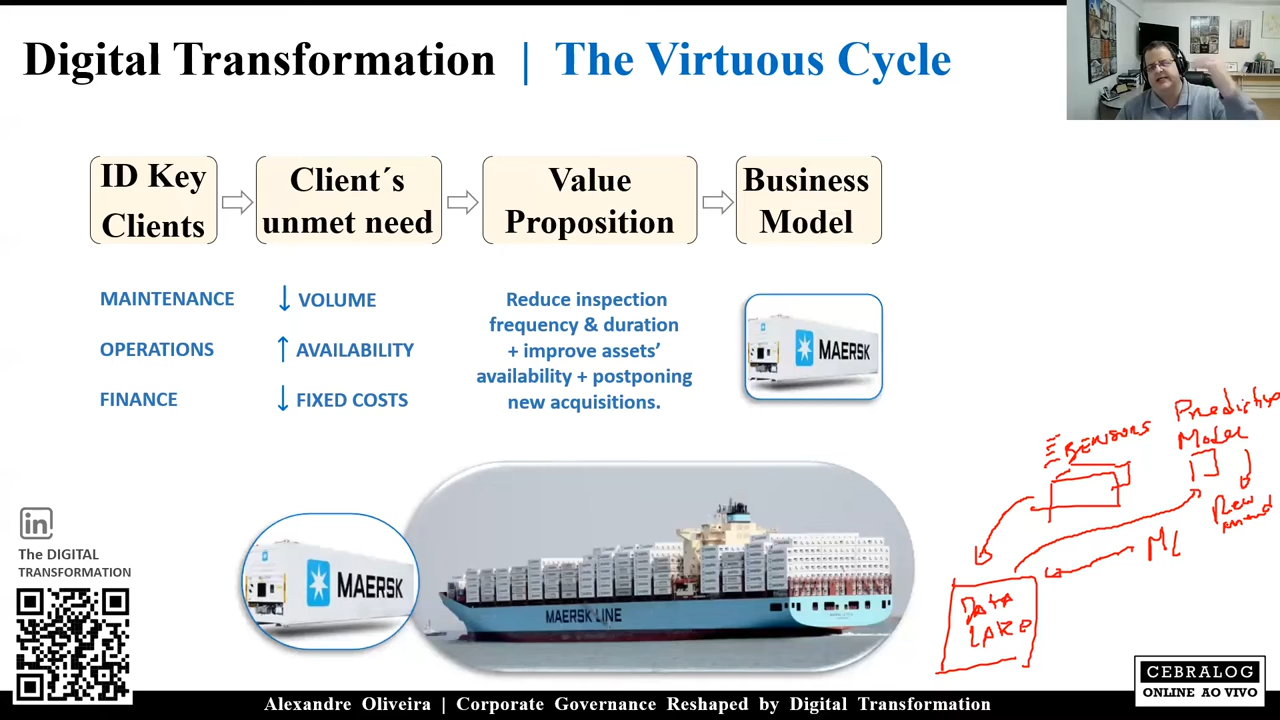 Digital Transformation | The Virtuous Cycle
ID Key
Clients
Client´s
unmet need
Value
Proposition
Business
Model
MAINTENANCE
↓ VOLUME
OPERATIONS
↑ AVAILABILITY
FINANCE
↓ FIXED COSTS
Reduce inspection
frequency & duration
+ improve assets’
availability + postponing
new acquisitions.
MAERSK
SENSORS
Model
ML
DATA
LAKE
in
The DIGITAL
TRANSFORMATION
MAERSK
MAERSK LINE
CEBRALOG
ONLINE AO VIVO
Alexandre Oliveira | Corporate Governance Reshaped by Digital Transformation